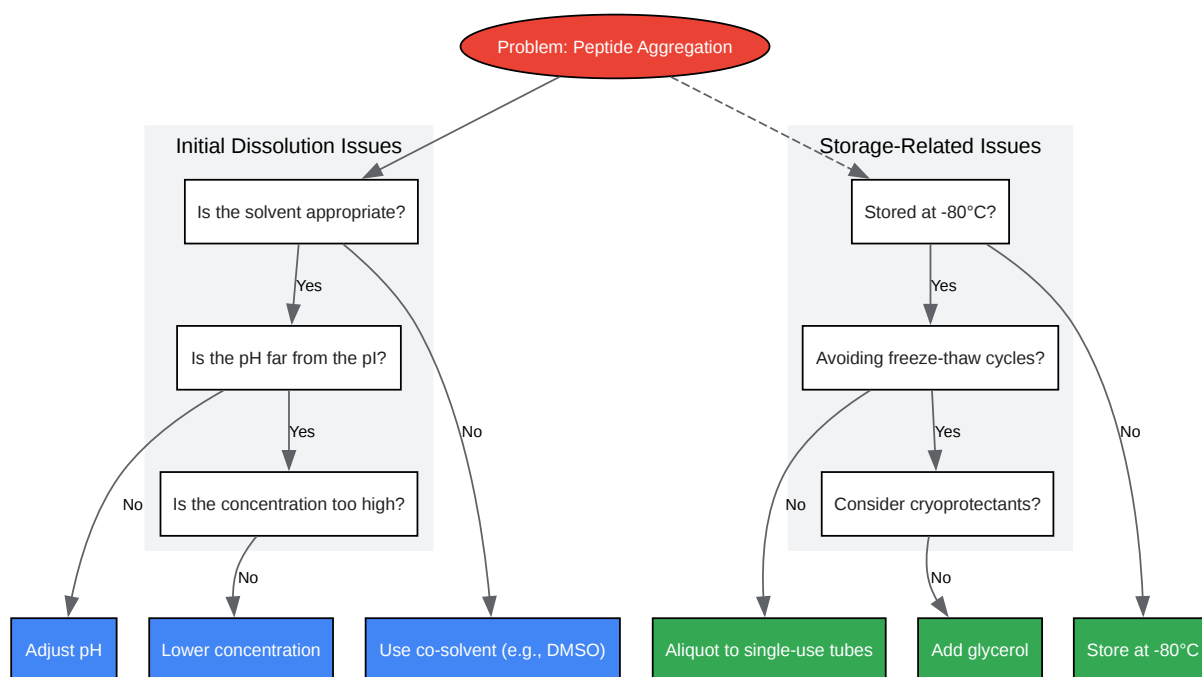 Problem: Peptide Aggregation
Initial Dissolution Issues
Storage-Related Issues
Is the solvent appropriate?
Stored at -80°C?
Yes
Yes
Is the pH far from the pI?
Avoiding freeze-thaw cycles?
Yes
No
Yes
No
No
Is the concentration too high?
No
Consider cryoprotectants?
No
No
Adjust pH
Lower concentration
Use co-solvent (e.g., DMSO)
Aliquot to single-use tubes
Add glycerol
Store at -80°C